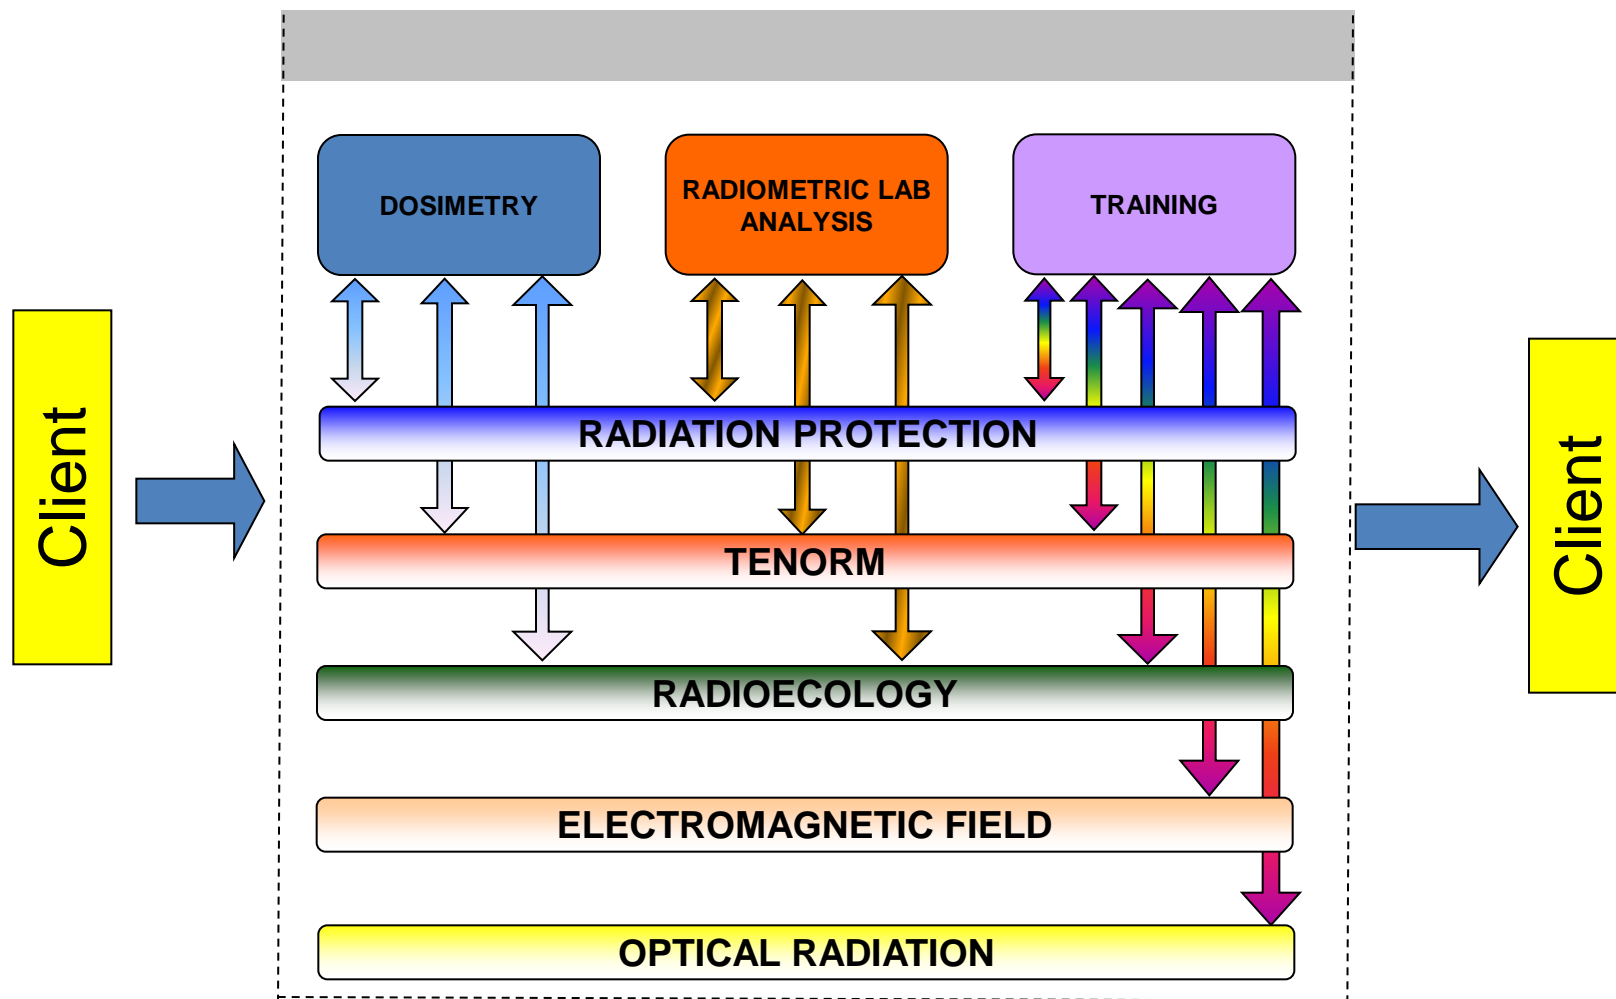 DOSIMETRY
RADIOMETRIC LAB
ANALYSIS
TRAINING
Client
RADIATION PROTECTION
TENORM
RADIOECOLOGY
ELECTROMAGNETIC FIELD
OPTICAL RADIATION
Client